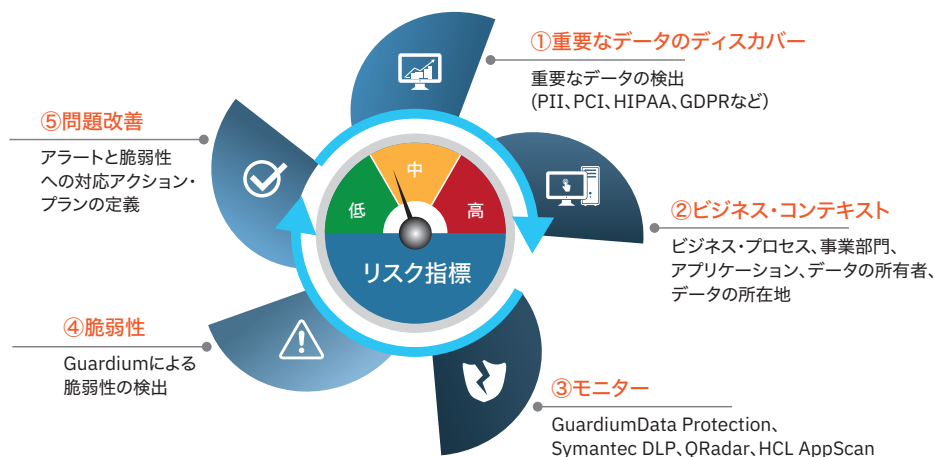 ①重要なデータのディスカバー
重要なデータの検出
(PII、PCI、HIPAA、GDPRなど)
⑤問題改善
アラートと脆弱性
への対応アクション・
プランの定義
低
中
高
リスク指標
②ビジネス・コンテキスト
ビジネス・プロセス、事業部門、
アプリケーション、データの所有者、
データの所在地
④脆弱性
Guardiumによる
脆弱性の検出
③モニター
GuardiumData Protection、
Symantec DLP、QRadar、HCL AppScan